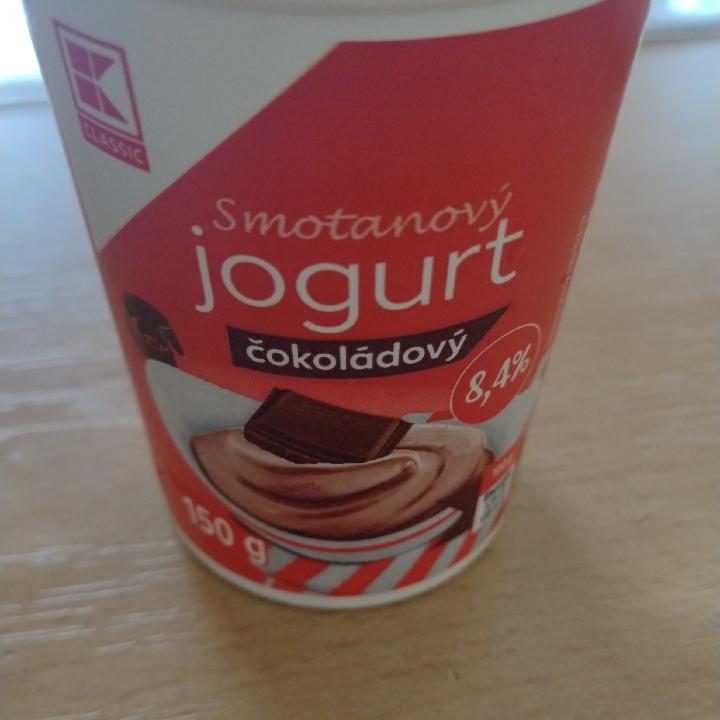 CLASSIC
Smotanový
jogurt
čokoládový
8,4%
150 g